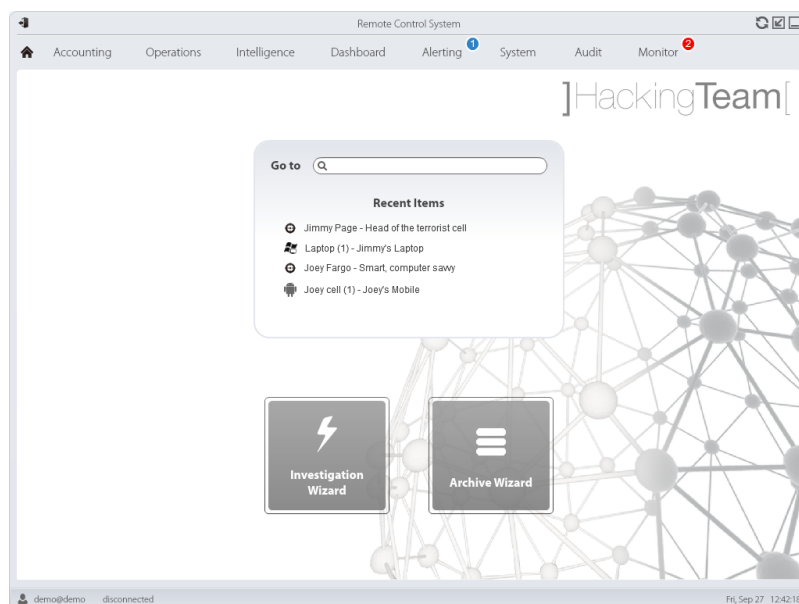 Remote Control System
Accounting Operations Intelligence Dashboard Alerting 1 System Audit Monitor 2
]HackingTeam[
Go to
Recent Items
Jimmy Page - Head of the terrorist cell
Laptop (1) - Jimmy's Laptop
Joey Fargo - Smart, computer savvy
Joey cell (1) - Joey's Mobile
Investigation
Wizard
Archive Wizard
demo@demo disconnected Fri, Sep 27 12:42:18